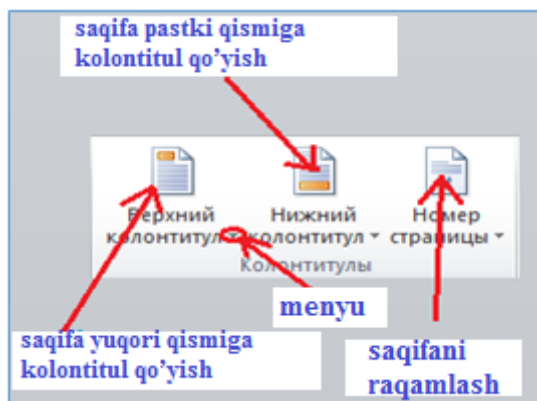 saqifa pastki qismiga
kolontitul qo’yish
Верхний Нижний Номер
колонтитул колонтитул страницы
Колонтитулы
menyu
saqifa yuqori qismiga
kolontitul qo’yish
saqifani
raqamlash